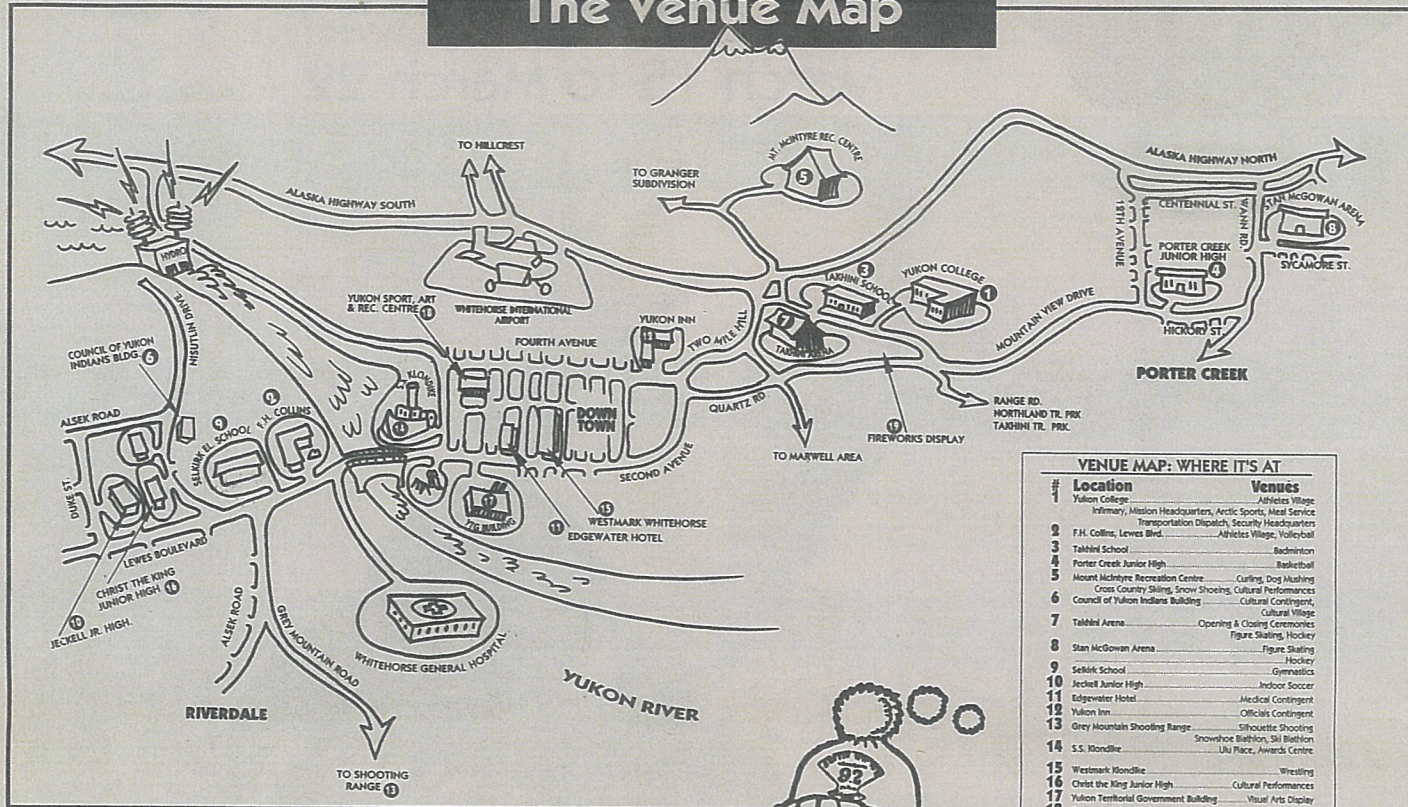 The Venue Map
TO HILLCREST
MT. McINTYRE REC. CENTRE
5
TO GRANGER
SUBDIVISION
ALASKA HIGHWAY NORTH
ALASKA HIGHWAY SOUTH
HYDRO
CENTENNIAL ST.
12TH AVENUE
WANN RD.
STAN McGOWAN ARENA
8
SYCAMORE ST.
PORTER CREEK
JUNIOR HIGH
4
HICKORY ST.
PORTER CREEK
3
TAKHINI SCHOOL
YUKON COLLEGE
1
7
TAKHINI ARENA
MOUNTAIN VIEW DRIVE
YUKON SPORT, ART
& REC. CENTRE
WHITEHORSE INTERNATIONAL
AIRPORT
YUKON INN
FOURTH AVENUE
TWO MILE HILL
NISUTLIN DRIVE
COUNCIL OF YUKON
INDIANS BLDG. 6
KLONDIKE
DOWN
TOWN
QUARTZ RD.
RANGE RD.
NORTHLAND TR. PRK
TAKHINI TR. PRK.
FIREWORKS DISPLAY
TO MARWELL AREA
SECOND AVENUE
ALSEK ROAD
9
SELKIRK EL. SCHOOL
2
F.H. COLLINS
DUKE ST.
17
YTG BUILDING
15
WESTMARK WHITEHORSE
11
EDGEWATER HOTEL
LEWES BOULEVARD
CHRIST THE KING
JUNIOR HIGH 16
10
JECKELL JR. HIGH.
ALSEK ROAD
GREY MOUNTAIN ROAD
WHITEHORSE GENERAL HOSPITAL
YUKON RIVER
RIVERDALE
TO SHOOTING
RANGE 13
92
VENUE MAP: WHERE IT'S AT
# Location Venues
1 Yukon College Athletes Village
Infirmary, Mission Headquarters, Arctic Sports, Meal Service
Transportation Dispatch, Security Headquarters
2 F.H. Collins, Lewes Blvd. Athletes Village, Volleyball
3 Takhini School Badminton
4 Porter Creek Junior High Basketball
5 Mount McIntyre Recreation Centre Curling, Dog Mushing
Cross Country Skiing, Snow Shoeing, Cultural Performances
6 Council of Yukon Indians Building Cultural Contingent,
Cultural Village
7 Takhini Arena Opening & Closing Ceremonies
Figure Skating, Hockey
8 Stan McGowan Arena Figure Skating
Hockey
9 Selkirk School Gymnastics
10 Jeckell Junior High Indoor Soccer
11 Edgewater Hotel Medical Contingent
12 Yukon Inn Officials Contingent
13 Grey Mountain Shooting Range Silhouette Shooting
Snowshoe Biathlon, Ski Biathlon
14 S.S. Klondike Ulu Place, Awards Centre
15 Westmark Klondike Wrestling
16 Christ the King Junior High Cultural Performances
17 Yukon Territorial Government Building Visual Arts Display